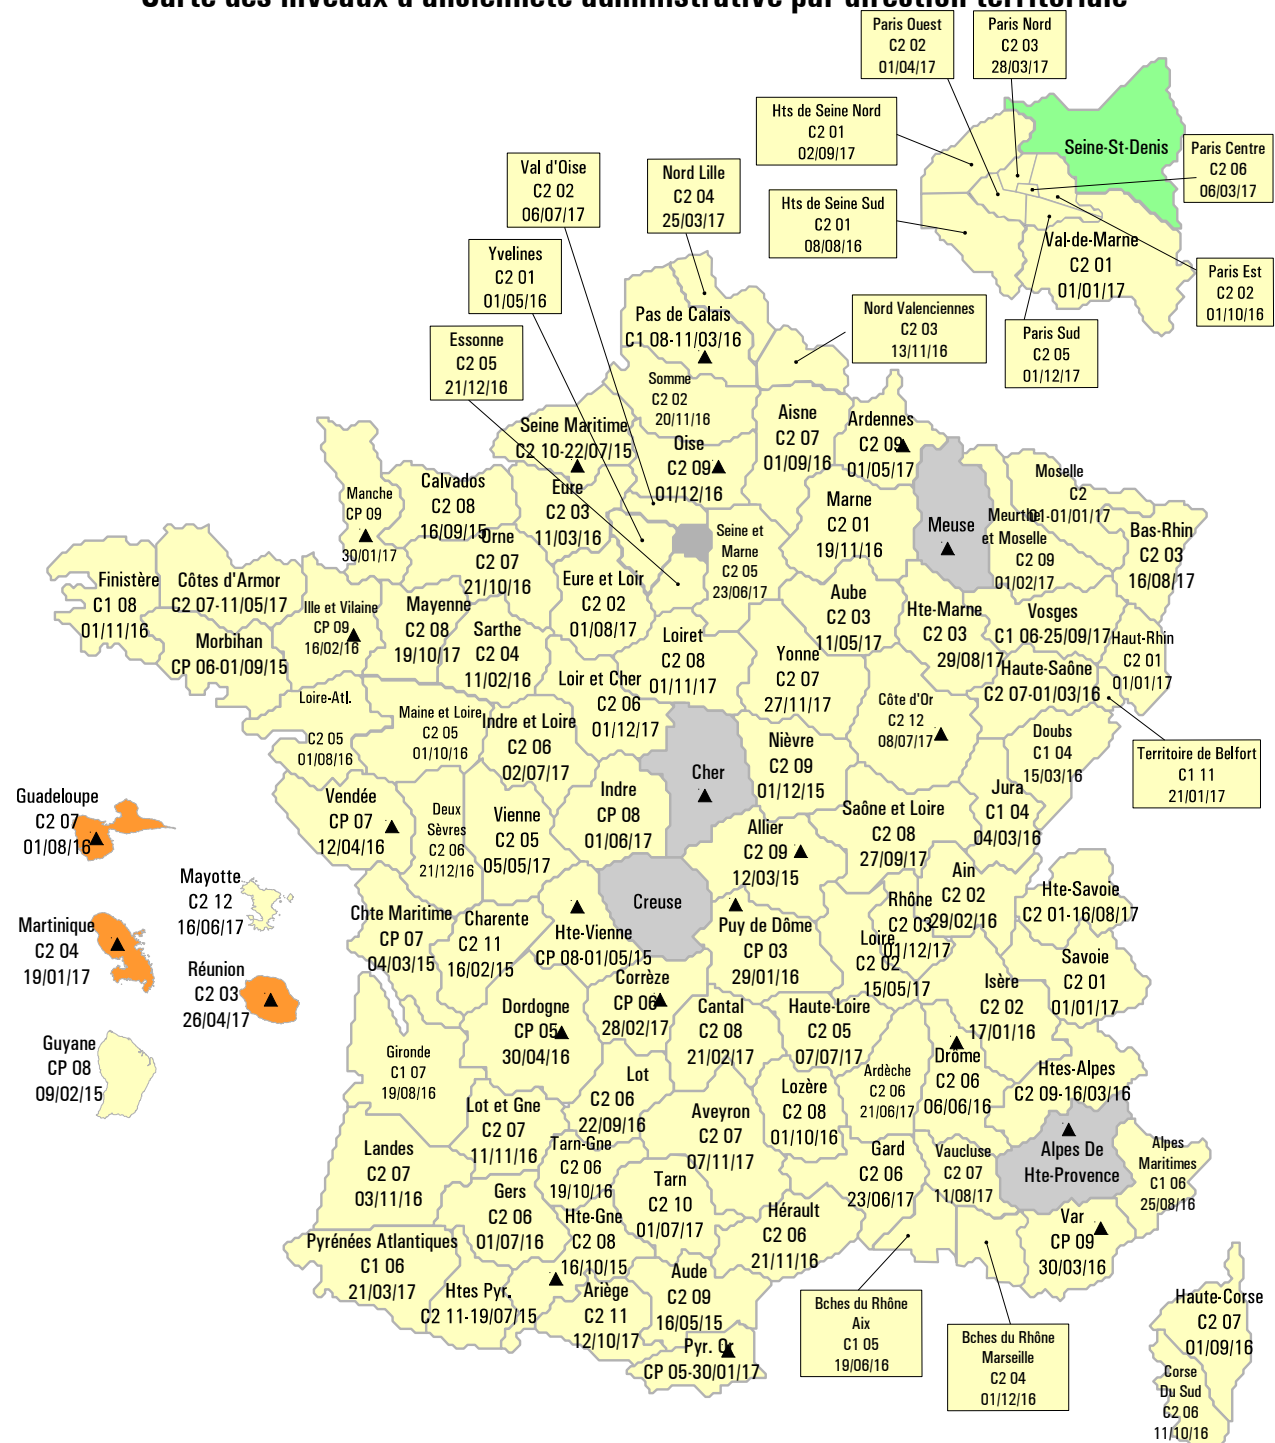 Carte des niveaux d'ancienneté administrative par direction territoriale
Paris Ouest
C2 02
01/04/17
Paris Nord
C2 03
28/03/17
Hts de Seine Nord
C2 01
02/09/17
Seine-St-Denis
Paris Centre
C2 06
06/03/17
Val d'Oise
C2 02
06/07/17
Nord Lille
C2 04
25/03/17
Hts de Seine Sud
C2 01
08/08/16
Val-de-Marne
C2 01
01/01/17
Paris Est
C2 02
01/10/16
Yvelines
C2 01
01/05/16
Nord Valenciennes
C2 03
13/11/16
Paris Sud
C2 05
01/12/17
Essonne
C2 05
21/12/16
Pas de Calais
C1 08-11/03/16
Somme
C2 02
20/11/16
Aisne
C2 07
01/09/16
Ardennes
C2 09
01/05/17
Seine Maritime
C2 10-22/07/15
Oise
C2 09
01/12/16
Manche
CP 09
30/01/17
Calvados
C2 08
16/09/15
Eure
C2 03
11/03/16
Marne
C2 01
19/11/16
Meuse
Moselle
C2
01-01/01/17
Meurthe
et Moselle
C2 09
01/02/17
Bas-Rhin
C2 03
16/08/17
Orne
C2 07
21/10/16
Seine et
Marne
C2 05
23/06/17
Finistère
C1 08
01/11/16
Côtes d'Armor
C2 07-11/05/17
Ille et Vilaine
CP 09
16/02/16
Mayenne
C2 08
19/10/17
Eure et Loir
C2 02
01/08/17
Aube
C2 03
11/05/17
Hte-Marne
C2 03
29/08/17
Vosges
C1 06-25/09/17
Haut-Rhin
C2 01
01/01/17
Morbihan
CP 06-01/09/15
Sarthe
C2 04
11/02/16
Loiret
C2 08
01/11/17
Yonne
C2 07
27/11/17
Haute-Saône
C2 07-01/03/16
Loire-Atl.
C2 05
01/08/16
Maine et Loire
C2 05
01/10/16
Indre et Loire
C2 06
02/07/17
Loir et Cher
C2 06
01/12/17
Côte d'Or
C2 12
08/07/17
Doubs
C1 04
15/03/16
Territoire de Belfort
C1 11
21/01/17
Nièvre
C2 09
01/12/15
Cher
Jura
C1 04
04/03/16
Guadeloupe
C2 07
01/08/16
Vendée
CP 07
12/04/16
Deux
Sèvres
C2 06
21/12/16
Vienne
C2 05
05/05/17
Indre
CP 08
01/06/17
Allier
C2 09
12/03/15
Saône et Loire
C2 08
27/09/17
Ain
C2 02
29/02/16
Mayotte
C2 12
16/06/17
Hte-Savoie
C2 01-16/08/17
Creuse
Rhône
C2 03
01/12/17
Martinique
C2 04
19/01/17
Chte Maritime
CP 07
04/03/15
Charente
C2 11
16/02/15
Hte-Vienne
CP 08-01/05/15
Puy de Dôme
CP 03
29/01/16
Loire
C2 02
15/05/17
Savoie
C2 01
01/01/17
Réunion
C2 03
26/04/17
Corrèze
CP 06
28/02/17
Isère
C2 02
17/01/16
Dordogne
CP 05
30/04/16
Cantal
C2 08
21/02/17
Haute-Loire
C2 05
07/07/17
Guyane
CP 08
09/02/15
Gironde
C1 07
19/08/16
Lot
C2 06
22/09/16
Lozère
C2 08
01/10/16
Ardèche
C2 06
21/06/17
Drôme
C2 06
06/06/16
Htes-Alpes
C2 09-16/03/16
Lot et Gne
C2 07
11/11/16
Aveyron
C2 07
07/11/17
Landes
C2 07
03/11/16
Tarn-Gne
C2 06
19/10/16
Tarn
C2 10
01/07/17
Gard
C2 06
23/06/17
Vaucluse
C2 07
11/08/17
Alpes De
Hte-Provence
Alpes
Maritimes
C1 06
25/08/16
Gers
C2 06
01/07/16
Hte-Gne
C2 08
16/10/15
Hérault
C2 06
21/11/16
Var
CP 09
30/03/16
Pyrénées Atlantiques
C1 06
21/03/17
Htes Pyr.
C2 11-19/07/15
Ariège
C2 11
12/10/17
Aude
C2 09
16/05/15
Pyr. Or
CP 05-30/01/17
Bches du Rhône
Aix
C1 05
19/06/16
Bches du Rhône
Marseille
C2 04
01/12/16
Haute-Corse
C2 07
01/09/16
Corse
Du Sud
C2 06
11/10/16